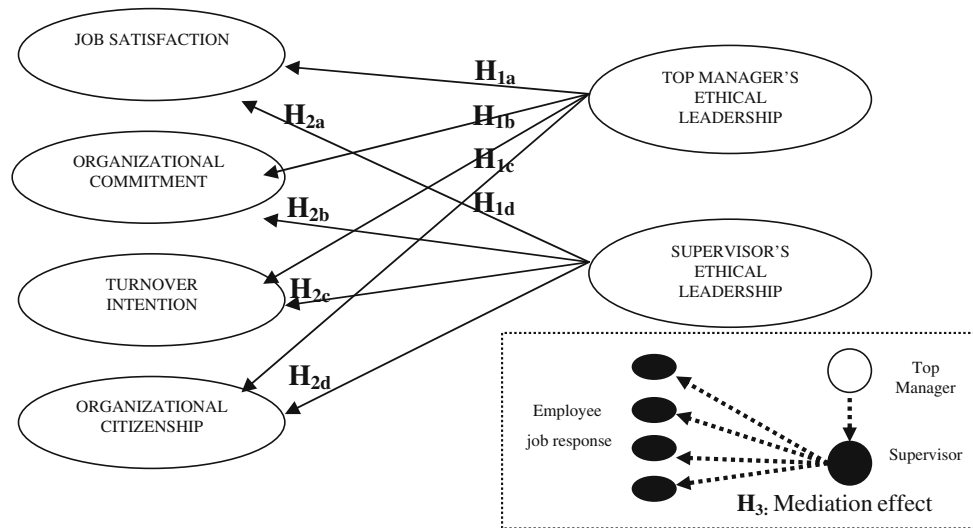 JOB SATISFACTION
H1a
TOP MANAGER'S
ETHICAL
LEADERSHIP
H2a
H1b
ORGANIZATIONAL
COMMITMENT
H1c
H2b
H1d
SUPERVISOR'S
ETHICAL
LEADERSHIP
TURNOVER
INTENTION
H2c
H2d
ORGANIZATIONAL
CITIZENSHIP
Top
Manager
Employee
job response
Supervisor
H3: Mediation effect